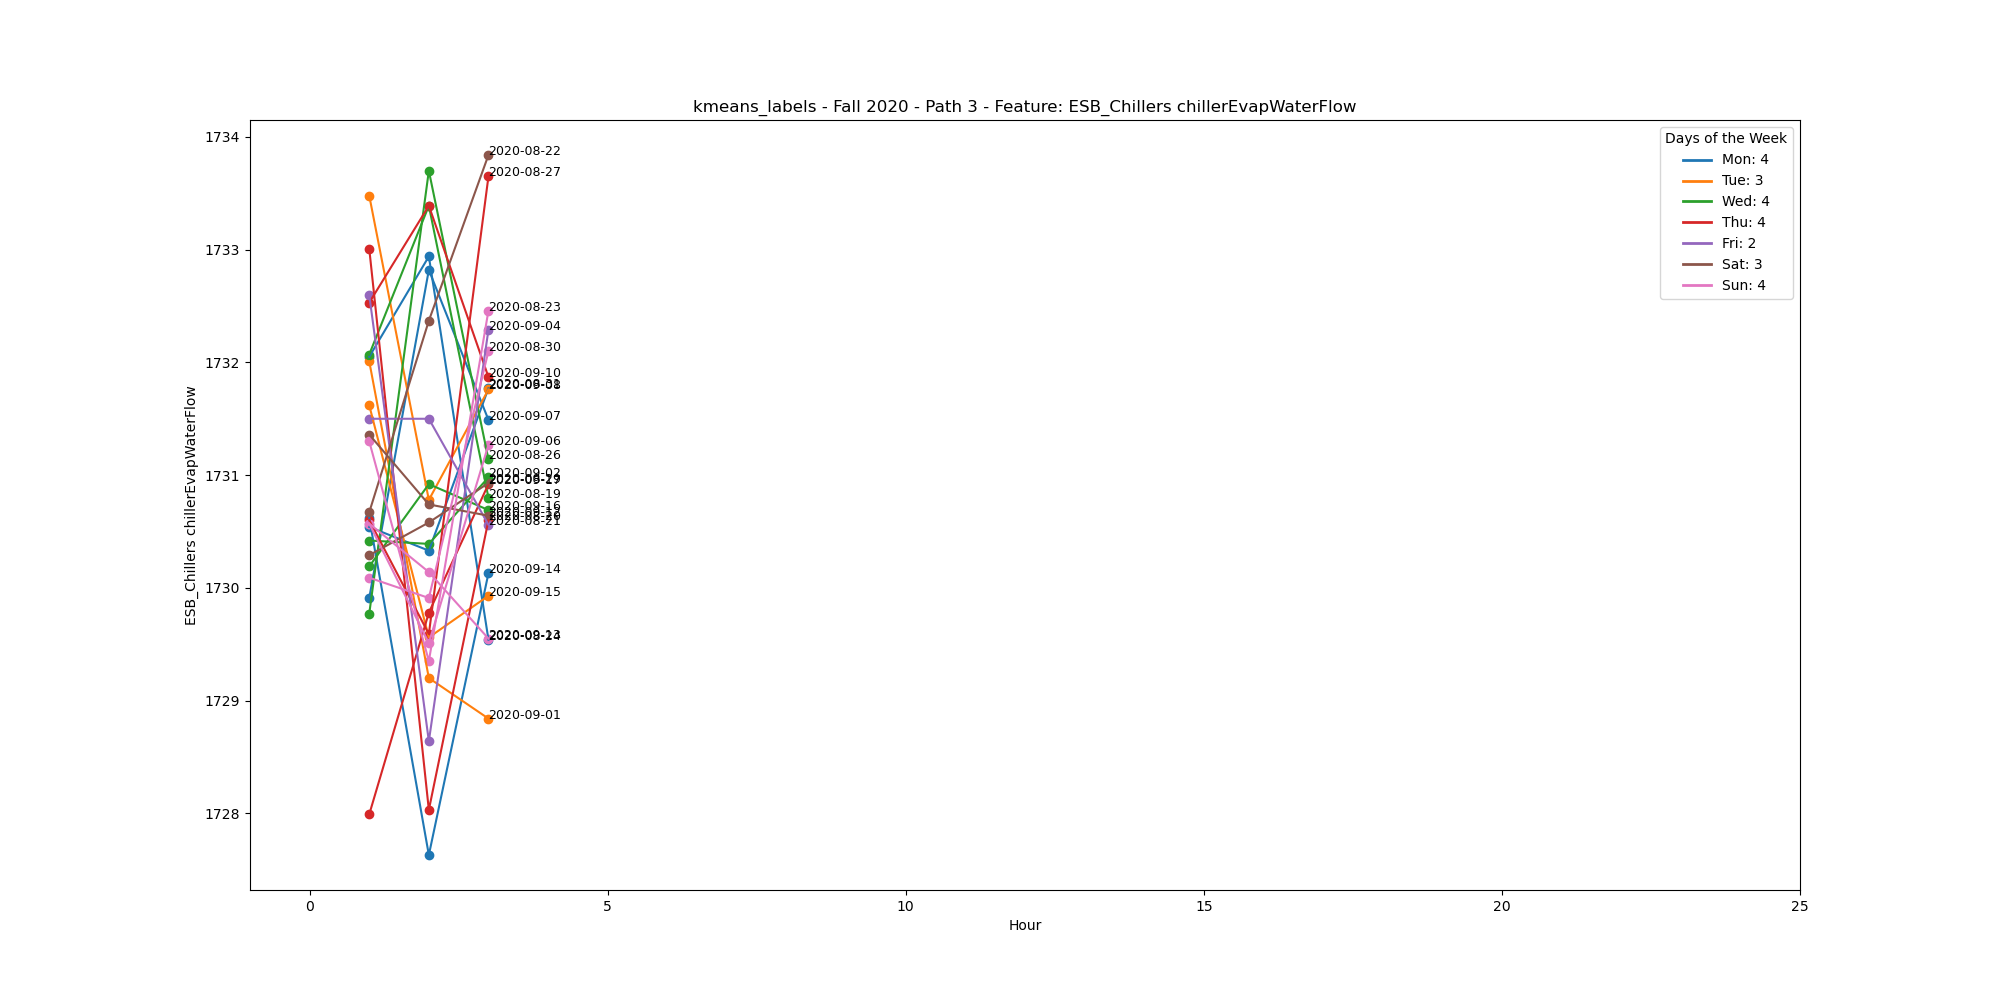 kmeans_labels - Fall 2020 - Path 3 - Feature: ESB_Chillers chillerEvapWaterFlow
Days of the Week
Mon: 4
Tue: 3
Wed: 4
Thu: 4
Fri: 2
Sat: 3
Sun: 4
ESB_Chillers chillerEvapWaterFlow
1734
1733
1732
1731
1730
1729
1728
2020-08-22
2020-08-27
2020-08-23
2020-09-04
2020-08-30
2020-09-10
2020-09-07
2020-09-06
2020-08-26
2020-09-02
2020-08-19
2020-09-16
2020-08-21
2020-09-14
2020-09-15
2020-09-01
0
5
10
15
20
25
Hour